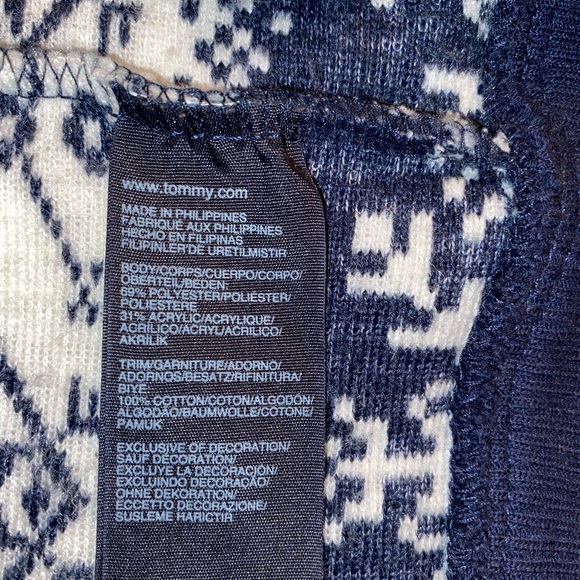 www.tommy.com
MADE IN PHILIPPINES
FABRIQUÉ AUX PHILIPPINES
HECHO EN FILIPINAS
FILIPINLER DE URETILMISTIR
BODY/CORPS/CUERPO/CORPO/
OBERTEIL/BEDEN
69% POLYESTER/POLIÉSTER/
POLIESTERE
31% ACRYLIC/ACRYLIQUE/
ACRÍLICO/ACRYL/ACRILICO/
AKRILIK
TRIM/GARNITURE/ADORNO/
ADORNOS/BESATZ/RIFINITURA/
BIYE
100% COTTON/COTON/ALGODÓN/
ALGODÃO/BAUMWOLLE/COTONE/
PAMUK
EXCLUSIVE OF DECORATION/
SAUF DÉCORATION/
EXCLUYE LA DECORACIÓN/
EXCLUINDO DECORAÇÃO/
OHNE DEKORATION/
ECCETTO DECORAZIONE/
SUSLEME HARICTIR